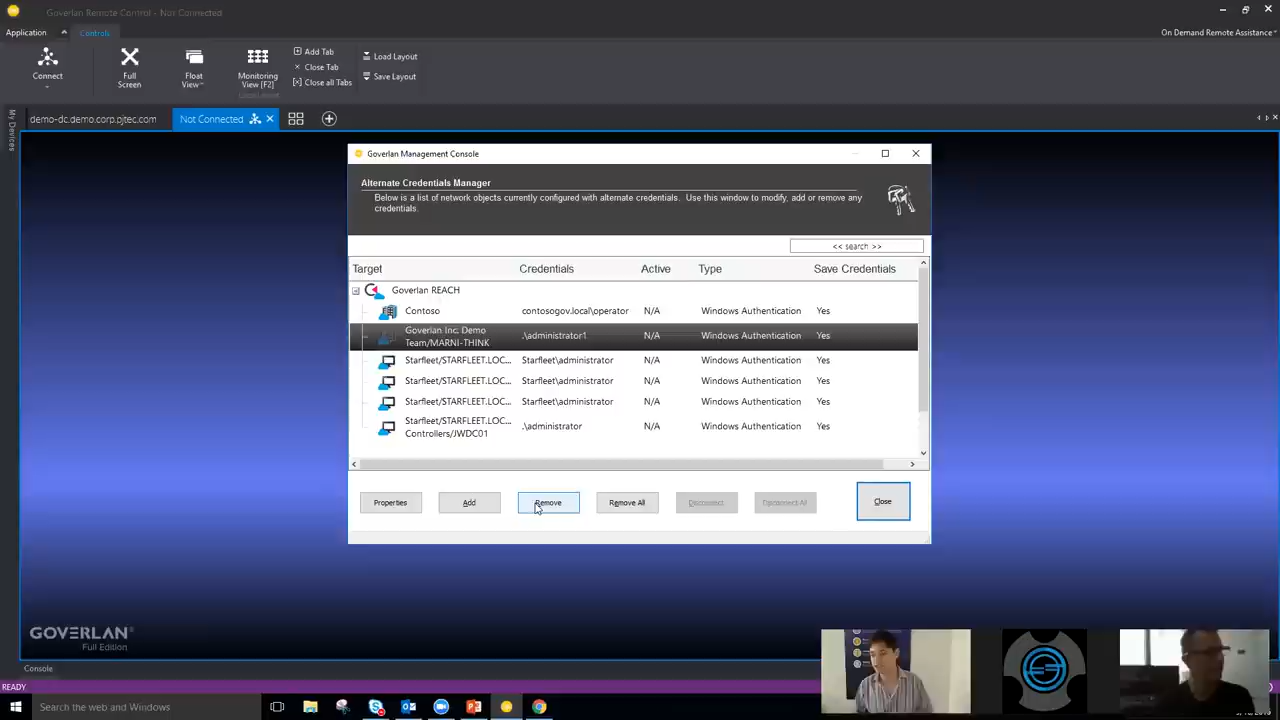 Goverlan Remote Control - Not Connected
Application
Controls
On Demand Remote Assistance
Connect
Full Screen
Float View
Monitoring View [F2]
Add Tab
Close Tab
Close all Tabs
Load Layout
Save Layout
My Devices
demo-dc.demo.corp.pjtec.com
Not Connected
Goverlan Management Console
Alternate Credentials Manager
Below is a list of network objects currently configured with alternate credentials. Use this window to modify, add or remove any
credentials.
<< search >>
Target Credentials Active Type Save Credentials
Goverlan REACH
Contoso contosogov.local\operator N/A Windows Authentication Yes
Goverlan Inc. Demo
Team/MARNI-THINK .\administrator1 N/A Windows Authentication Yes
Starfleet/STARFLEET.LOC... Starfleet\administrator N/A Windows Authentication Yes
Starfleet/STARFLEET.LOC... Starfleet\administrator N/A Windows Authentication Yes
Starfleet/STARFLEET.LOC... Starfleet\administrator N/A Windows Authentication Yes
Starfleet/STARFLEET.LOC...
Controllers/JWDC01 .\administrator N/A Windows Authentication Yes
Properties Add Remove Remove All Disconnect Disconnect All Close
GOVERLAN
Full Edition
Console
READY
Search the web and Windows